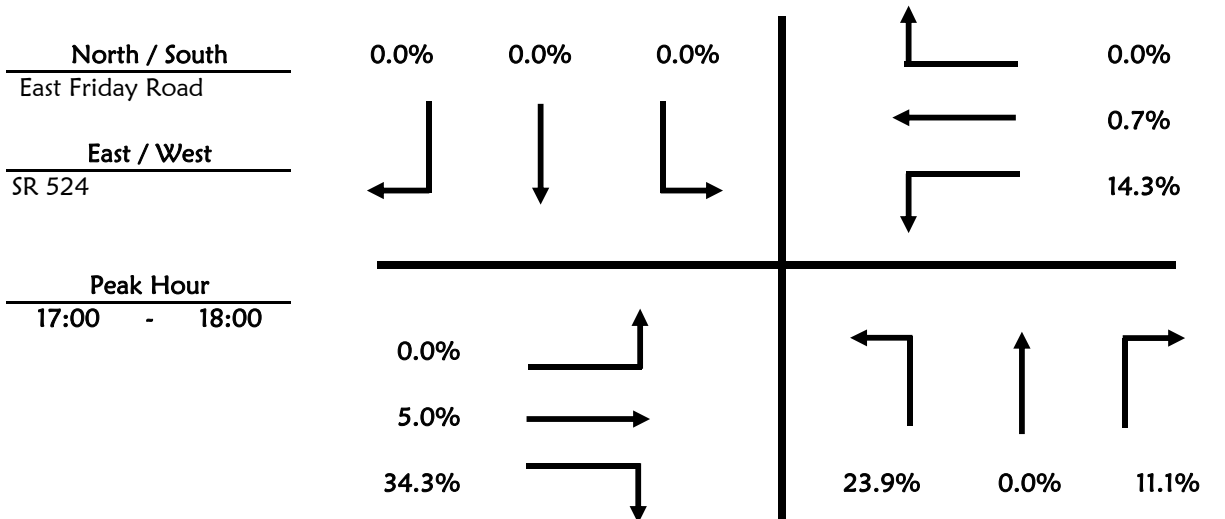 North / South
East Friday Road
East / West
SR 524
Peak Hour
17:00 - 18:00
0.0% 0.0% 0.0%
0.0%
0.7%
14.3%
0.0%
5.0%
34.3%
23.9% 0.0% 11.1%